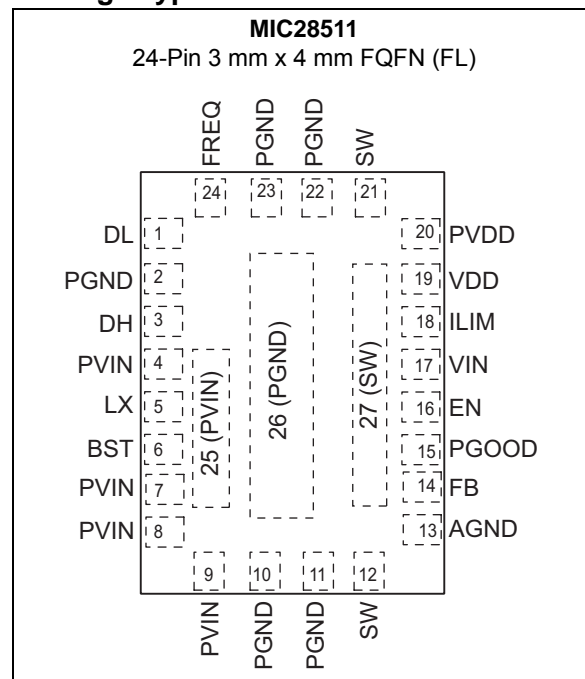 MIC28511
24-Pin 3 mm x 4 mm FQFN (FL)
FREQ
PGND
PGND
SW
24
23
22
21
DL 1
20 PVDD
PGND 2
19 VDD
DH 3
18 ILIM
PVIN 4
17 VIN
LX 5
16 EN
BST 6
15 PGOOD
PVIN 7
14 FB
PVIN 8
13 AGND
25 (PVIN)
26 (PGND)
27 (SW)
9
10
11
12
PVIN
PGND
PGND
SW